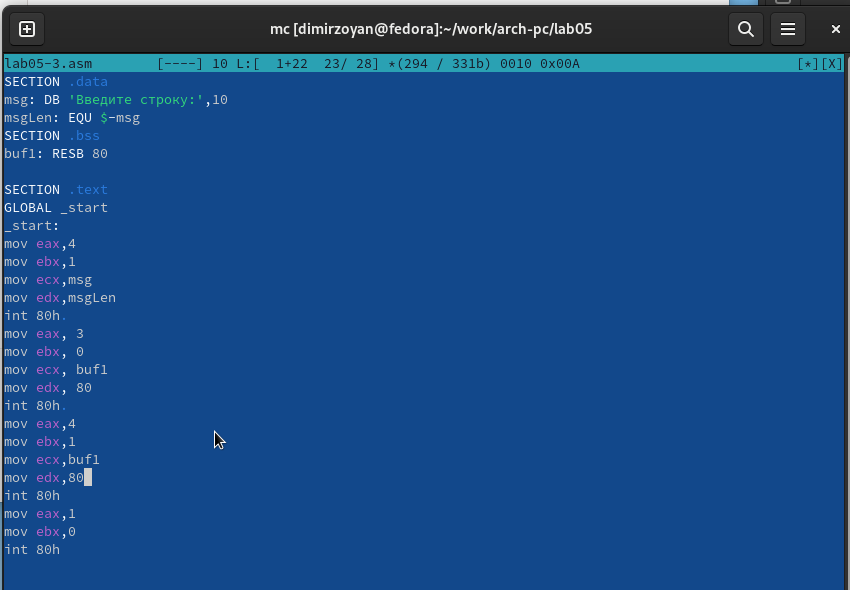 mc [dimirzoyan@fedora]:~/work/arch-pc/lab05
lab05-3.asm [----] 10 L:[ 1+22 23/ 28] *(294 / 331b) 0010 0x00A [*][X]
SECTION .data
msg: DB 'Введите строку:',10
msgLen: EQU $-msg
SECTION .bss
buf1: RESB 80
SECTION .text
GLOBAL _start
_start:
mov eax,4
mov ebx,1
mov ecx,msg
mov edx,msgLen
int 80h.
mov eax, 3
mov ebx, 0
mov ecx, buf1
mov edx, 80
int 80h.
mov eax,4
mov ebx,1
mov ecx,buf1
mov edx,80
int 80h
mov eax,1
mov ebx,0
int 80h